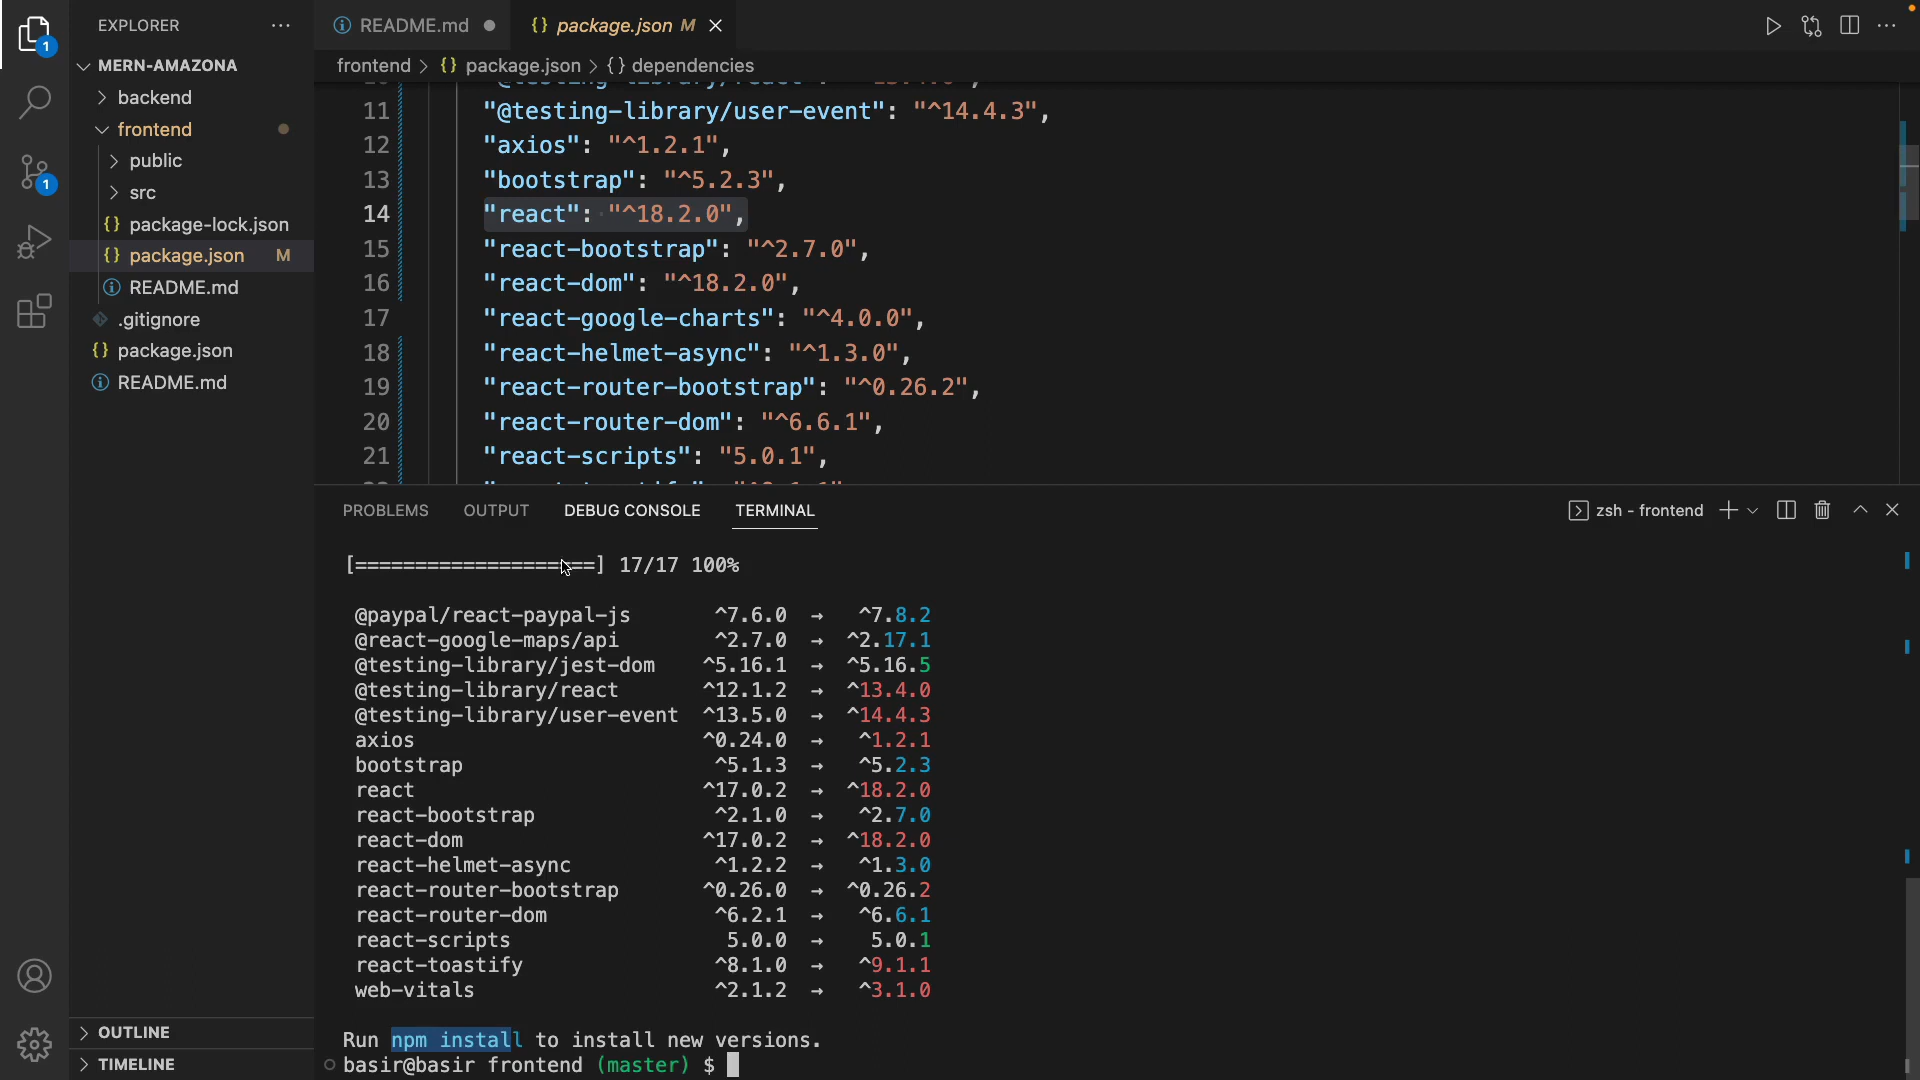 EXPLORER
MERN-AMAZONA
backend
frontend
public
src
{} package-lock.json
{} package.json M
README.md
.gitignore
{} package.json
README.md
OUTLINE
TIMELINE
1
1
README.md
{} package.json M
frontend > {} package.json > {} dependencies
11 "@testing-library/user-event": "^14.4.3",
12 "axios": "^1.2.1",
13 "bootstrap": "^5.2.3",
14 "react": "^18.2.0",
15 "react-bootstrap": "^2.7.0",
16 "react-dom": "^18.2.0",
17 "react-google-charts": "^4.0.0",
18 "react-helmet-async": "^1.3.0",
19 "react-router-bootstrap": "^0.26.2",
20 "react-router-dom": "^6.6.1",
21 "react-scripts": "5.0.1",
PROBLEMS OUTPUT DEBUG CONSOLE TERMINAL
zsh - frontend
[====================] 17/17 100%
@paypal/react-paypal-js ^7.6.0 → ^7.8.2
@react-google-maps/api ^2.7.0 → ^2.17.1
@testing-library/jest-dom ^5.16.1 → ^5.16.5
@testing-library/react ^12.1.2 → ^13.4.0
@testing-library/user-event ^13.5.0 → ^14.4.3
axios ^0.24.0 → ^1.2.1
bootstrap ^5.1.3 → ^5.2.3
react ^17.0.2 → ^18.2.0
react-bootstrap ^2.1.0 → ^2.7.0
react-dom ^17.0.2 → ^18.2.0
react-helmet-async ^1.2.2 → ^1.3.0
react-router-bootstrap ^0.26.0 → ^0.26.2
react-router-dom ^6.2.1 → ^6.6.1
react-scripts 5.0.0 → 5.0.1
react-toastify ^8.1.0 → ^9.1.1
web-vitals ^2.1.2 → ^3.1.0
Run npm install to install new versions.
basir@basir frontend (master) $